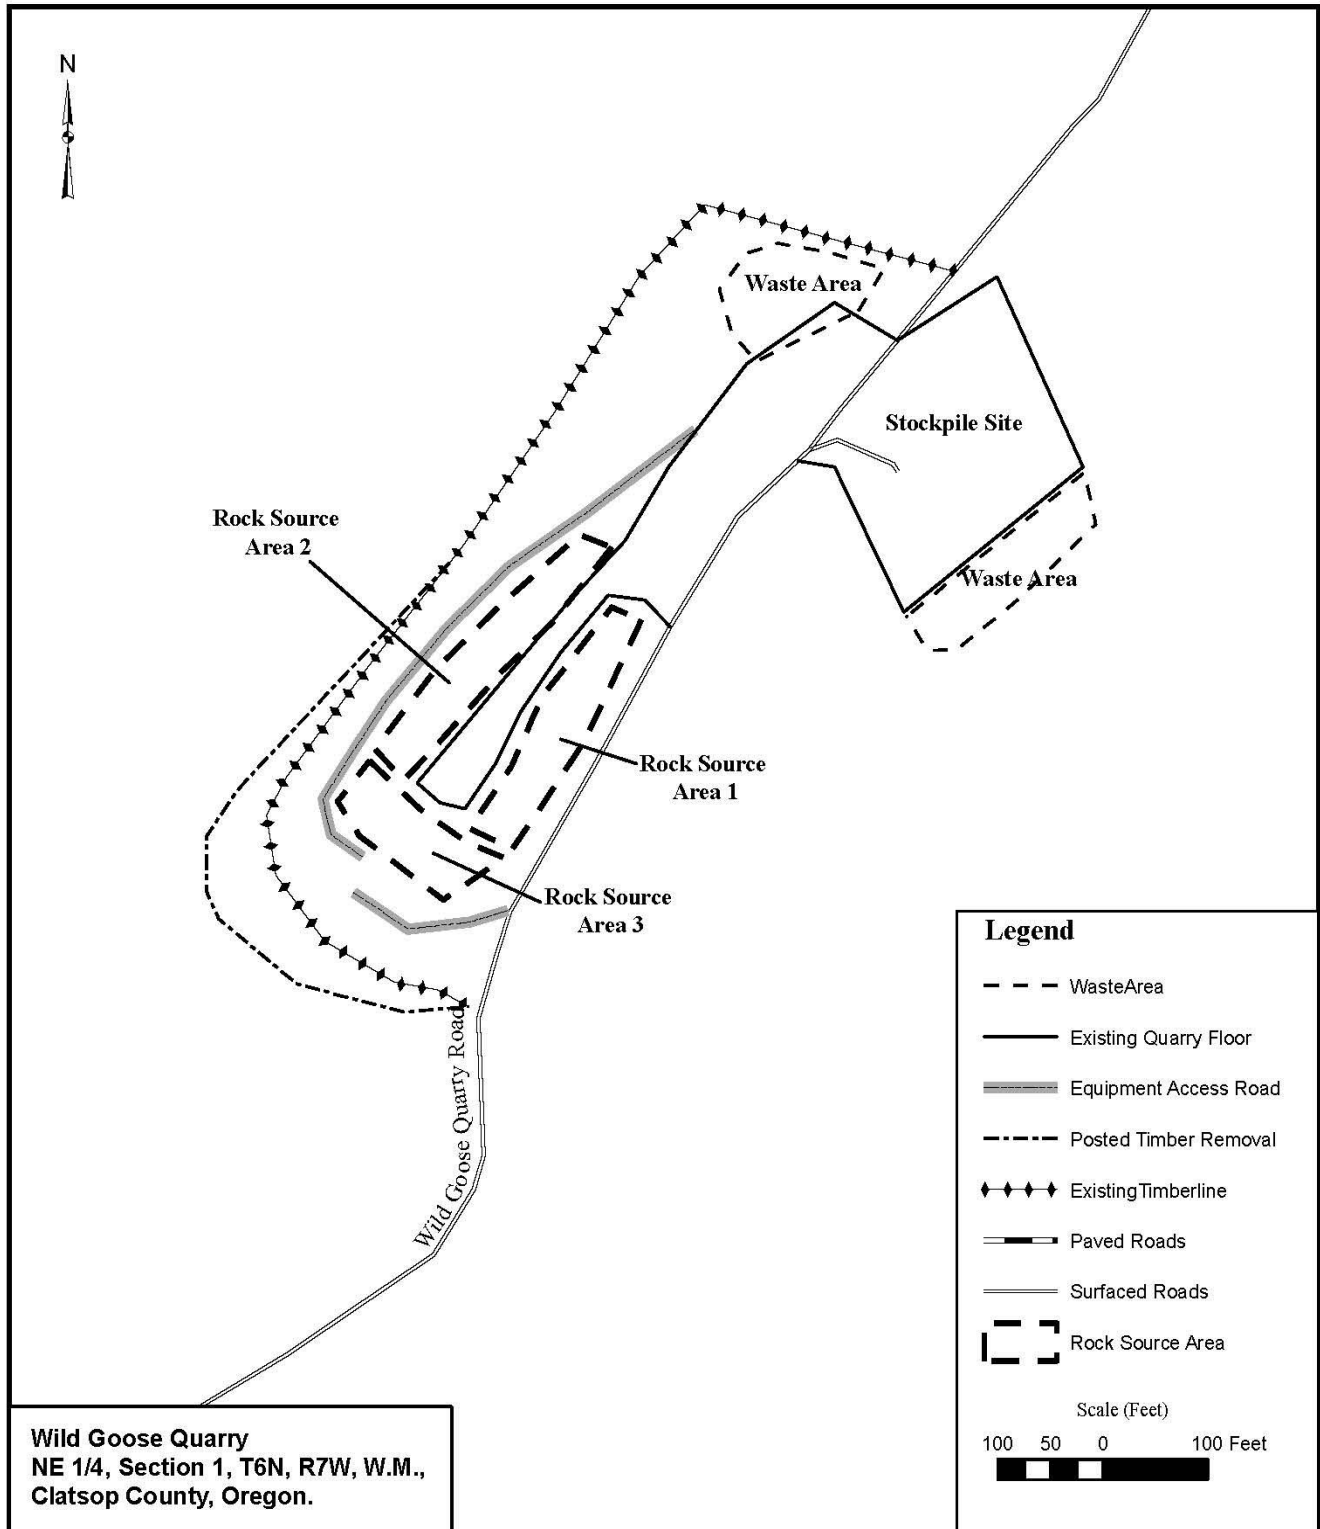 N
Waste Area
Stockpile Site
Rock Source
Area 2
Waste Area
Rock Source
Area 1
Rock Source
Area 3
Wild Goose Quarry Road
Legend
WasteArea
Existing Quarry Floor
Equipment Access Road
Posted Timber Removal
ExistingTimberline
Paved Roads
Surfaced Roads
Rock Source Area
Scale (Feet)
100 50 0 100 Feet
Wild Goose Quarry
NE 1/4, Section 1, T6N, R7W, W.M.,
Clatsop County, Oregon.